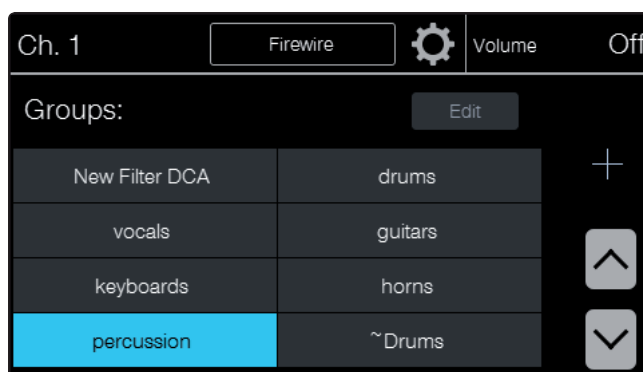 Ch. 1 Firewire Volume Off
Groups: Edit
New Filter DCA drums
vocals guitars
keyboards horns
percussion ~Drums